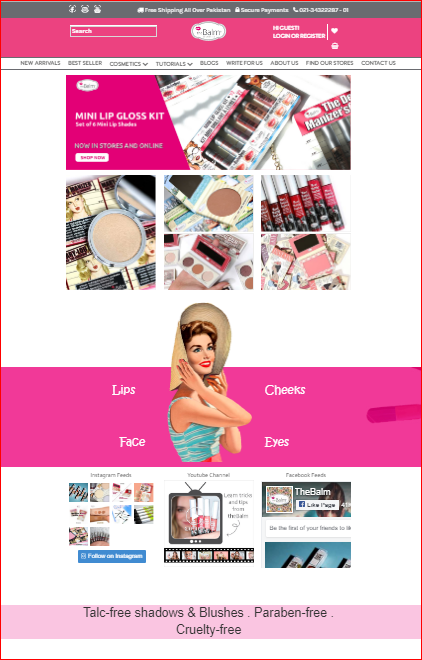 Free Shipping All Over Pakistan Secure Payments 021-34322287 - 01
Search
theBalm
HI GUEST!
LOGIN OR REGISTER
NEW ARRIVALS BEST SELLER COSMETICS TUTORIALS BLOGS WRITE FOR US ABOUT US FIND OUR STORES CONTACT US
theBalm
MINI LIP GLOSS KIT
Set of 6 Mini Lip Shades
NOW IN STORES AND ONLINE
SHOP NOW
The
Manizer
Lips
Cheeks
Face
Eyes
Instagram Feeds
Youtube Channel
Facebook Feeds
Learn tricks
and tips
from
theBalm
TheBalm
Like Page
Be the first of your friends to lik
Follow on Instagram
Talc-free shadows & Blushes . Paraben-free .
Cruelty-free